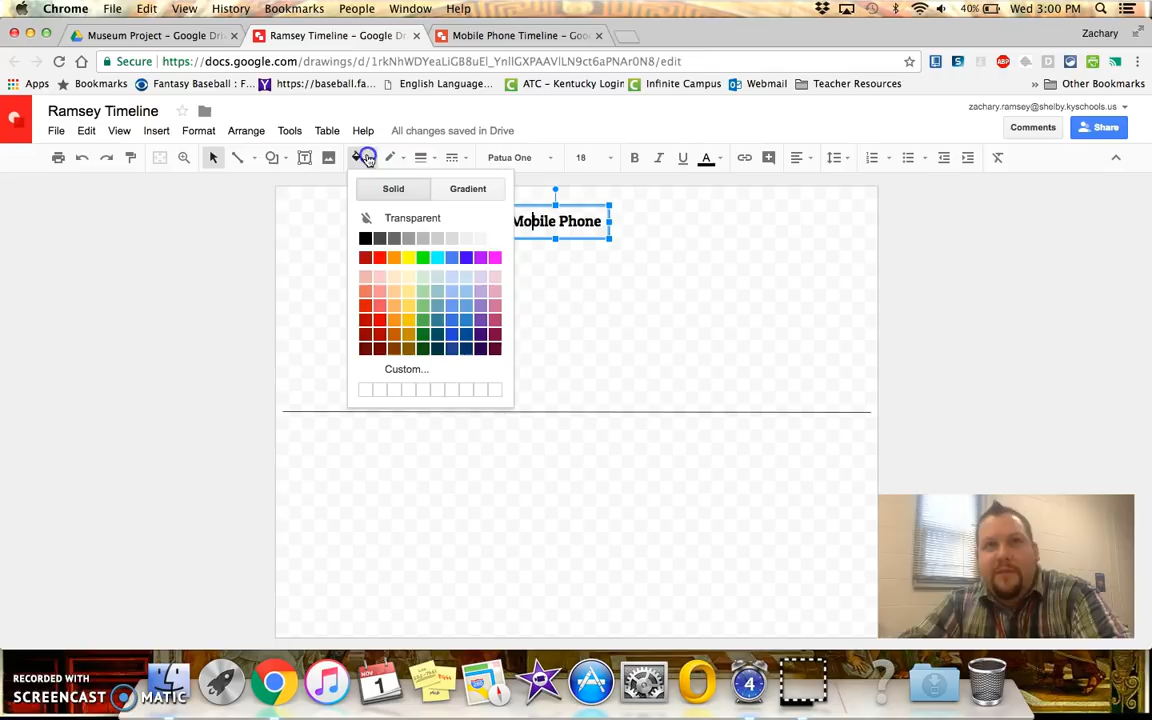 Chrome File Edit View History Bookmarks People Window Help 40% Wed 3:00 PM
Museum Project - Google Dri
Ramsey Timeline - Google Dr
Mobile Phone Timeline - Goo
Zachary
Secure https://docs.google.com/drawings/d/1rkNhWDYeaLiGB8uEl_YnllGXPAAVlLN9ct6aPNAr0N8/edit
Apps Bookmarks Fantasy Baseball : F... https://baseball.fa... English Language... ATC - Kentucky Login Infinite Campus Webmail Teacher Resources » Other Bookmarks
Ramsey Timeline
zachary.ramsey@shelby.kyschools.us
File Edit View Insert Format Arrange Tools Table Help All changes saved in Drive
Comments Share
Patua One 18 B I U A
Solid Gradient
Transparent
Custom...
Mobile Phone
RECORDED WITH
SCREENCAST MATIC
NOV
1
4